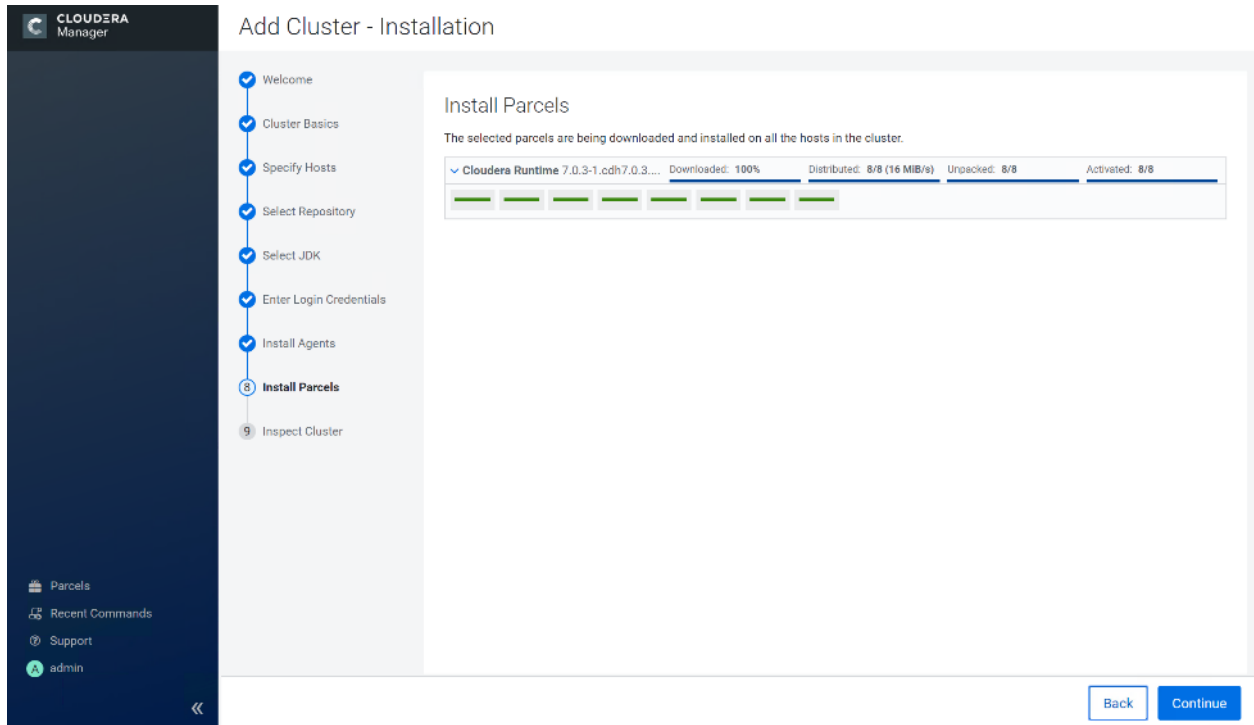 CLOUDERA
Manager
Add Cluster - Installation
Welcome
Cluster Basics
Specify Hosts
Select Repository
Select JDK
Enter Login Credentials
Install Agents
8 Install Parcels
9 Inspect Cluster
Install Parcels
The selected parcels are being downloaded and installed on all the hosts in the cluster.
Cloudera Runtime 7.0.3-1.cdh7.0.3.... Downloaded: 100% Distributed: 8/8 (16 MiB/s) Unpacked: 8/8 Activated: 8/8
Parcels
Recent Commands
Support
A admin
Back Continue